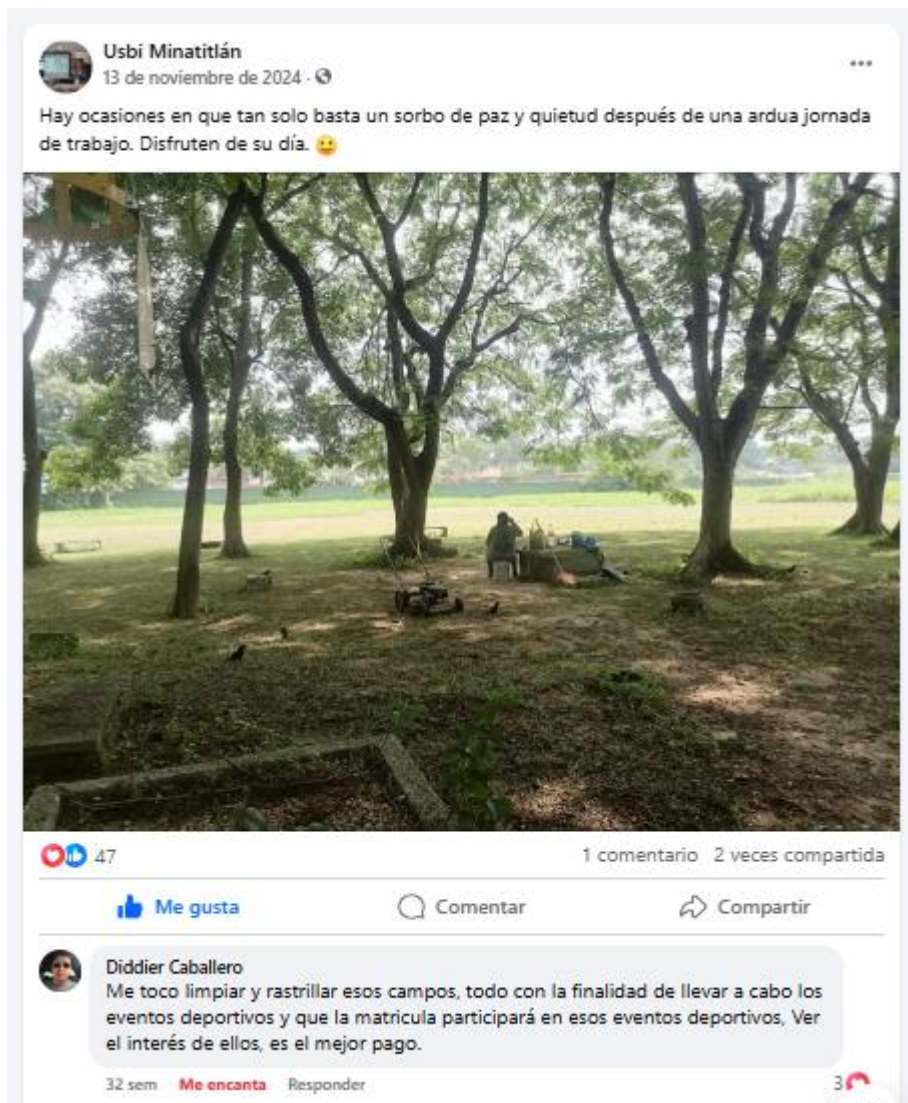 Usbi Minatitlán
13 de noviembre de 2024 ·
Hay ocasiones en que tan solo basta un sorbo de paz y quietud después de una ardua jornada
de trabajo. Disfruten de su día.
47
1 comentario 2 veces compartida
Me gusta Comentar Compartir
Diddier Caballero
Me toco limpiar y rastrillar esos campos, todo con la finalidad de llevar a cabo los
eventos deportivos y que la matricula participará en esos eventos deportivos, Ver
el interés de ellos, es el mejor pago.
32 sem Me encanta Responder 3